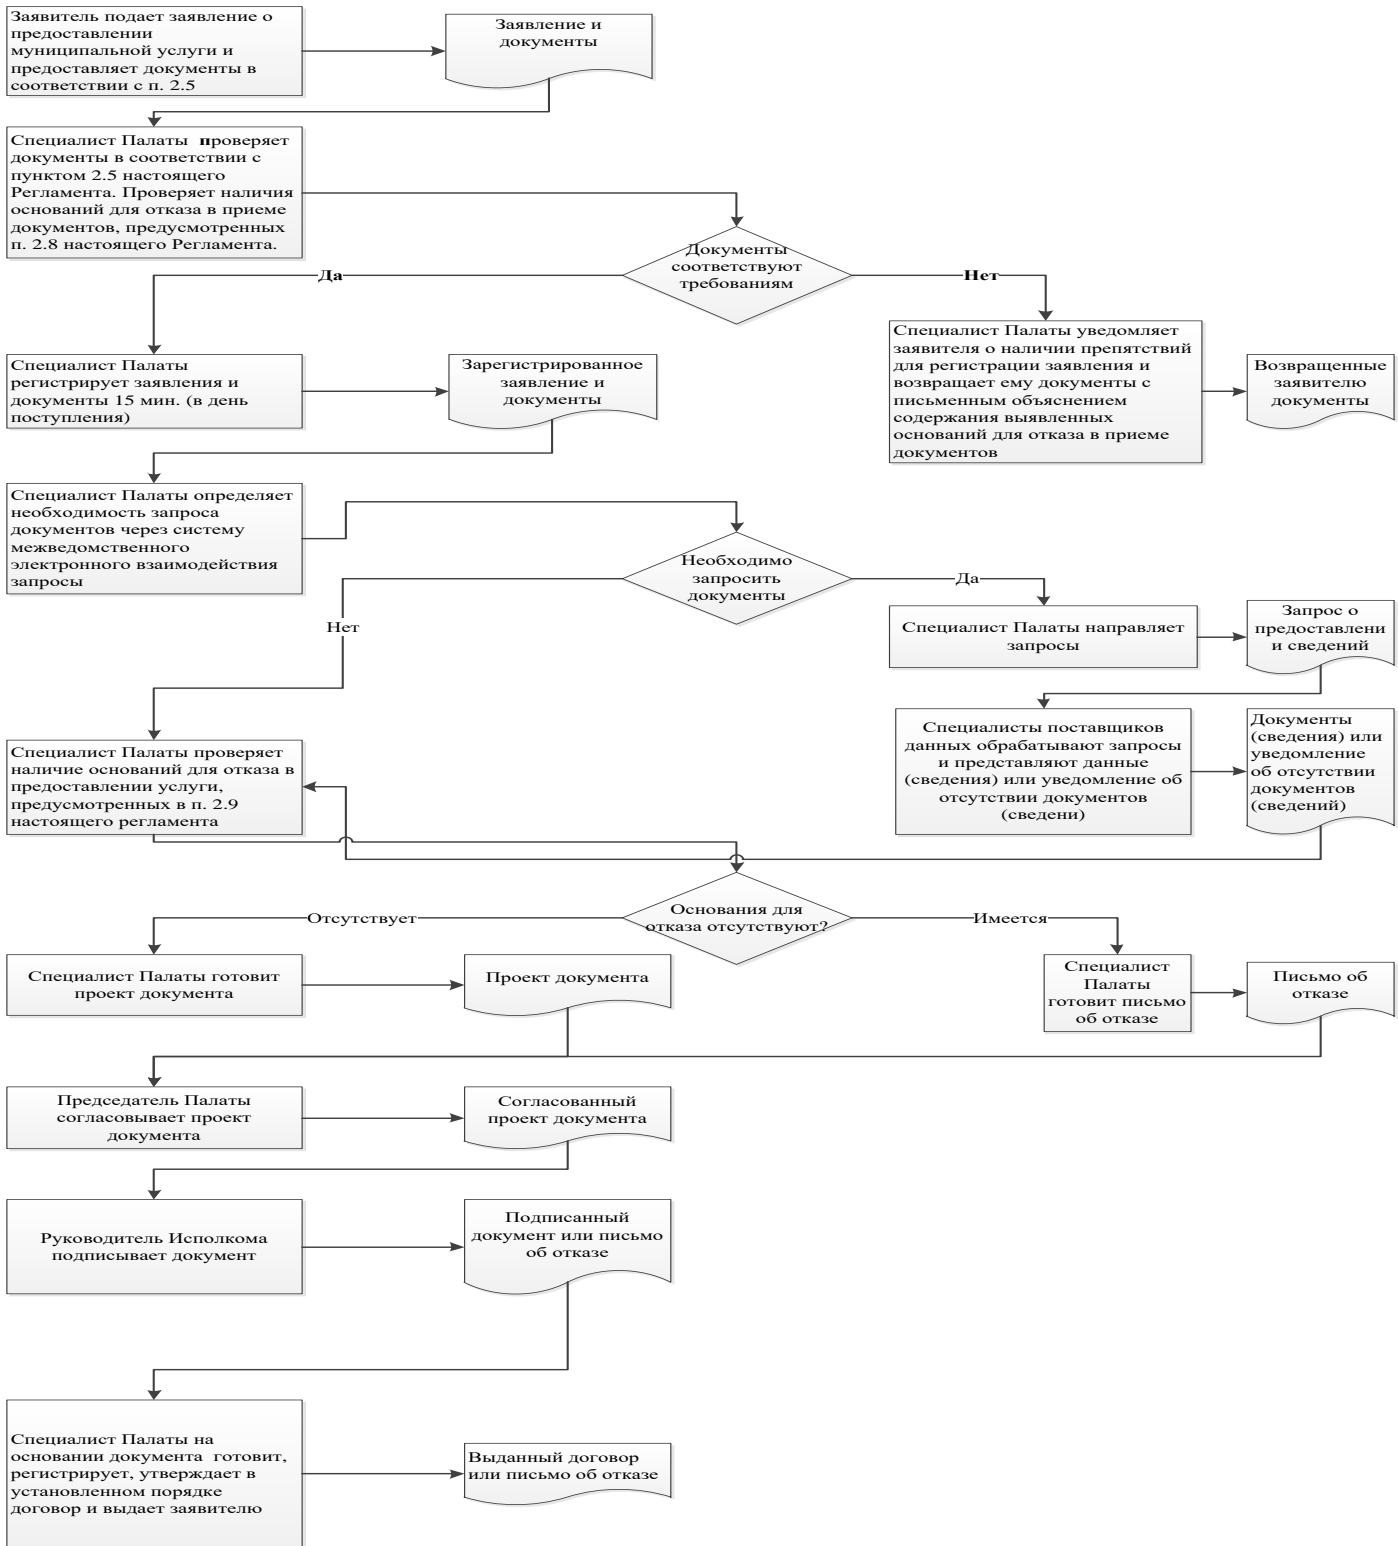 Заявитель подает заявление о
предоставлении
муниципальной услуги и
предоставляет документы в
соответствии с п. 2.5
Заявление и
документы
Специалист Палаты проверяет
документы в соответствии с
пунктом 2.5 настоящего
Регламента. Проверяет наличия
оснований для отказа в приеме
документов, предусмотренных
п. 2.8 настоящего Регламента.
Документы
соответствуют
требованиям
Да
Нет
Специалист Палаты
регистрирует заявления и
документы 15 мин. (в день
поступления)
Зарегистрированное
заявление и
документы
Специалист Палаты уведомляет
заявителя о наличии препятствий
для регистрации заявления и
возвращает ему документы с
письменным объяснением
содержания выявленных
оснований для отказа в приеме
документов
Возвращенные
заявителю
документы
Специалист Палаты определяет
необходимость запроса
документов через систему
межведомственного
электронного взаимодействия
запросы
Необходимо
запросить
документы
Да
Нет
Специалист Палаты направляет
запросы
Запрос о
предоставлени
и сведений
Специалисты поставщиков
данных обрабатывают запросы
и представляют данные
(сведения) или уведомление об
отсутствии документов
(сведени)
Документы
(сведения) или
уведомление
об отсутствии
документов
(сведений)
Специалист Палаты проверяет
наличие оснований для отказа в
предоставлении услуги,
предусмотренных в п. 2.9
настоящего регламента
Основания для
отказа отсутствуют?
Отсутствует
Имеется
Специалист Палаты готовит
проект документа
Проект документа
Специалист
Палаты
готовит письмо
об отказе
Письмо об
отказе
Председатель Палаты
согласовывает проект
документа
Согласованный
проект документа
Руководитель Исполкома
подписывает документ
Подписанный
документ или письмо
об отказе
Специалист Палаты на
основании документа готовит,
регистрирует, утверждает в
установленном порядке
договор и выдает заявителю
Выданный договор
или письмо об отказе